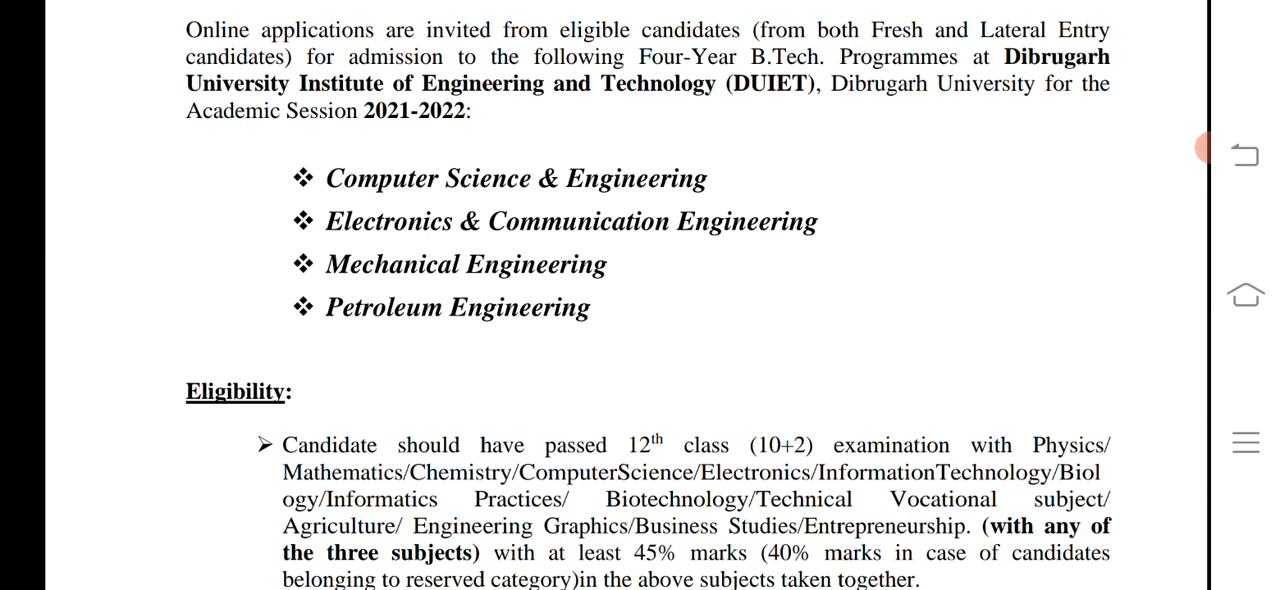 Online applications are invited from eligible candidates (from both Fresh and Lateral Entry
candidates) for admission to the following Four-Year B.Tech. Programmes at Dibrugarh
University Institute of Engineering and Technology (DUIET), Dibrugarh University for the
Academic Session 2021-2022:
❖ Computer Science & Engineering
❖ Electronics & Communication Engineering
❖ Mechanical Engineering
❖ Petroleum Engineering
Eligibility:
➢ Candidate should have passed 12th class (10+2) examination with Physics/
Mathematics/Chemistry/ComputerScience/Electronics/InformationTechnology/Biol
ogy/Informatics Practices/ Biotechnology/Technical Vocational subject/
Agriculture/ Engineering Graphics/Business Studies/Entrepreneurship. (with any of
the three subjects) with at least 45% marks (40% marks in case of candidates
belonging to reserved category)in the above subjects taken together.